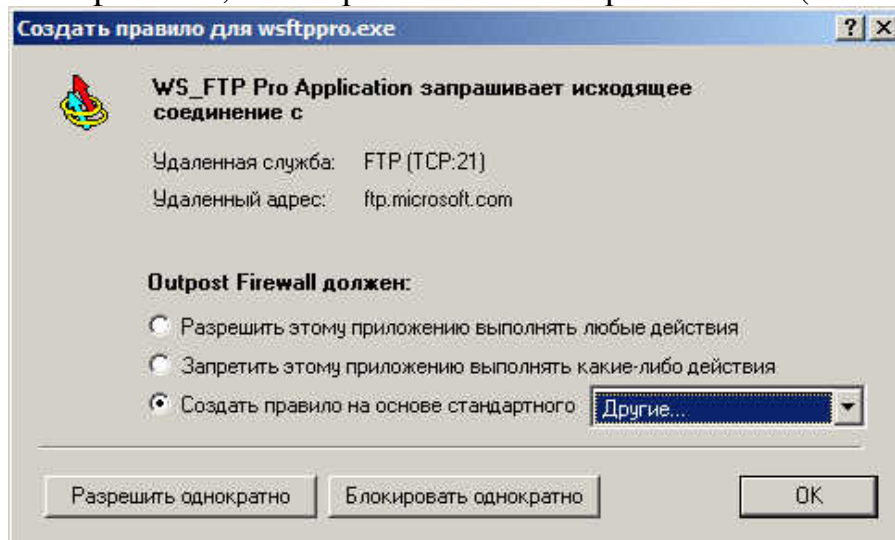 Создать правило для wsftppro.exe
WS_FTP Pro Application запрашивает исходящее
соединение с
Удаленная служба: FTP (TCP:21)
Удаленный адрес: ftp.microsoft.com
Outpost Firewall должен:
Разрешить этому приложению выполнять любые действия
Запретить этому приложению выполнять какие-либо действия
Создать правило на основе стандартного Другие...
Разрешить однократно Блокировать однократно OK